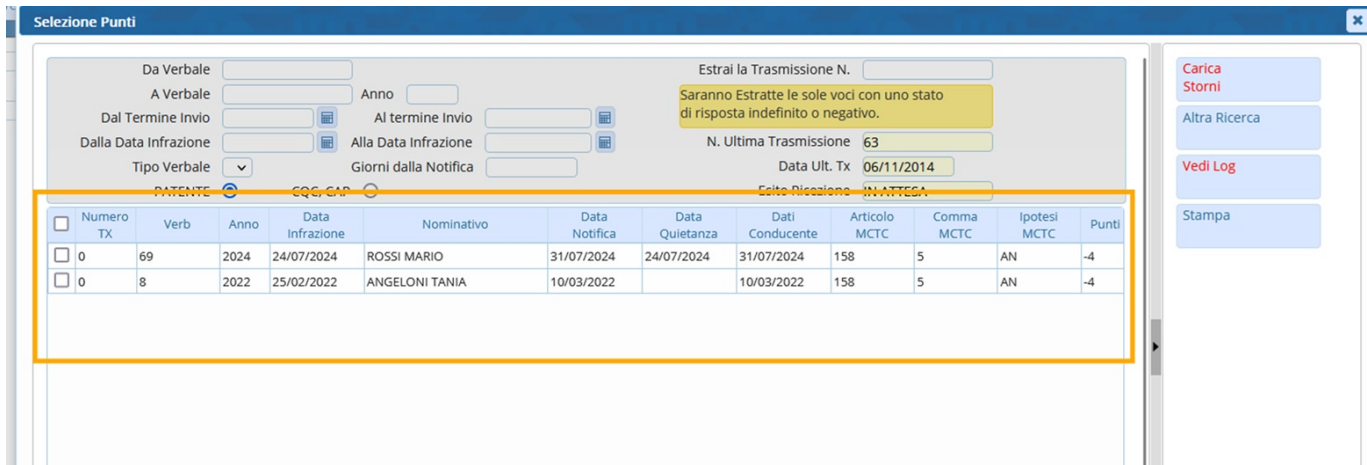 Selezione Punti
Da Verbale
Estrai la Trasmissione N.
Carica
Storni
A Verbale Anno
Saranno Estratte le sole voci con uno stato
di risposta indefinito o negativo.
Dal Termine Invio Al termine Invio
Altra Ricerca
Dalla Data Infrazione Alla Data Infrazione
N. Ultima Trasmissione 63
Tipo Verbale Giorni dalla Notifica
Data Ult. Tx 06/11/2014
Vedi Log
PATENTE CQC, CAP Esito Ricezione IN ATTESA
Stampa
Numero TX Verb Anno Data Infrazione Nominativo Data Notifica Data Quietanza Dati Conducente Articolo MCTC Comma MCTC Ipotesi MCTC Punti
0 69 2024 24/07/2024 ROSSI MARIO 31/07/2024 24/07/2024 31/07/2024 158 5 AN -4
0 8 2022 25/02/2022 ANGELONI TANIA 10/03/2022 10/03/2022 158 5 AN -4